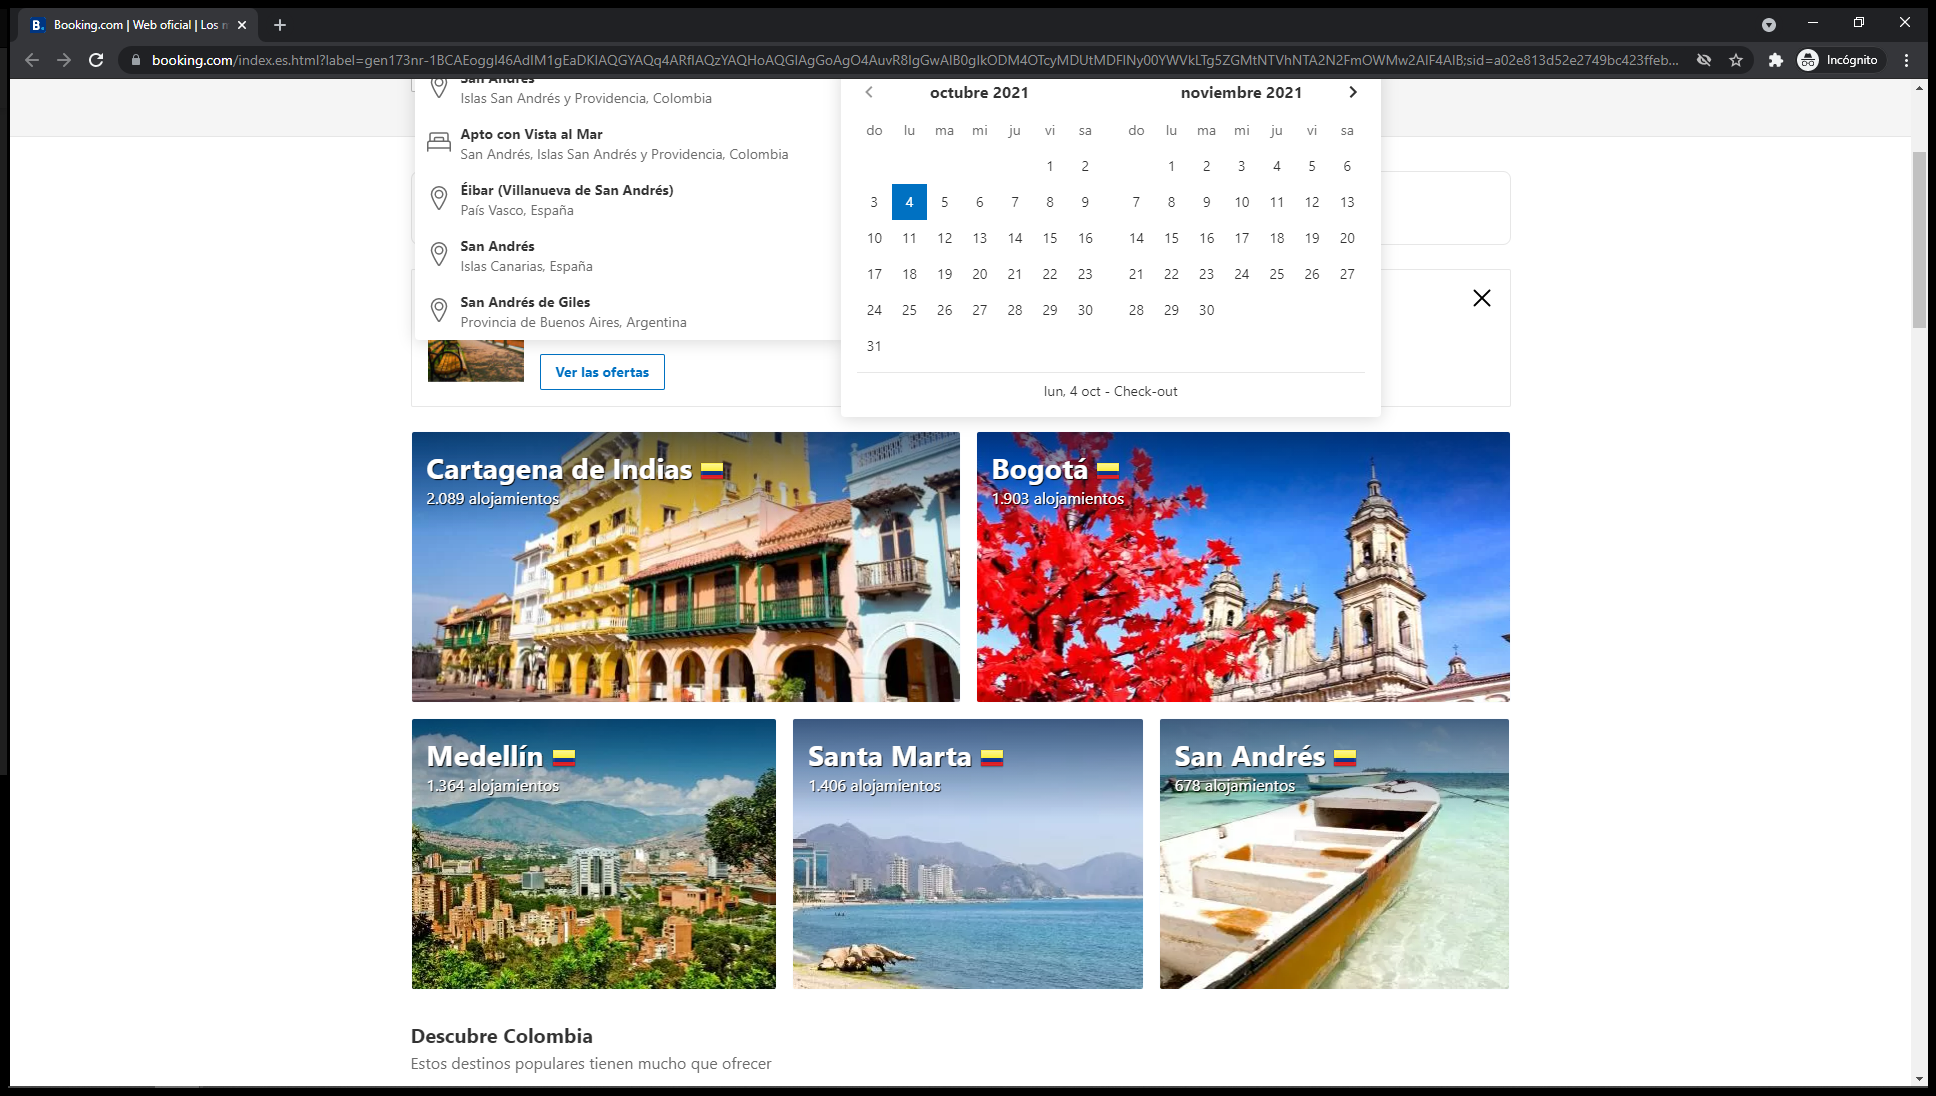 Booking.com | Web oficial | Los
booking.com/index.es.html?label=gen173nr-1BCAEoggI46AdIM1gEaDKIAQGYAQq4ARfIAQzYAQHoAQGIAgGoAgO4AuvR8IgGwAIB0gIkODM4OTcyMDUtMDFlNy00YWVkLTg5ZGMtNTVhNTA2N2FmOWMw2AIF4AIB;sid=a02e813d52e2749bc423ffeb...
Incógnito
San Andrés
Islas San Andrés y Providencia, Colombia
Apto con Vista al Mar
San Andrés, Islas San Andrés y Providencia, Colombia
Éibar (Villanueva de San Andrés)
País Vasco, España
San Andrés
Islas Canarias, España
San Andrés de Giles
Provincia de Buenos Aires, Argentina
Ver las ofertas
octubre 2021
do lu ma mi ju vi sa
1 2
3 4 5 6 7 8 9
10 11 12 13 14 15 16
17 18 19 20 21 22 23
24 25 26 27 28 29 30
31
noviembre 2021
do lu ma mi ju vi sa
1 2 3 4 5 6
7 8 9 10 11 12 13
14 15 16 17 18 19 20
21 22 23 24 25 26 27
28 29 30
lun, 4 oct - Check-out
Cartagena de Indias
2.089 alojamientos
Bogotá
1.903 alojamientos
Medellín
1.364 alojamientos
Santa Marta
1.406 alojamientos
San Andrés
678 alojamientos
Descubre Colombia
Estos destinos populares tienen mucho que ofrecer